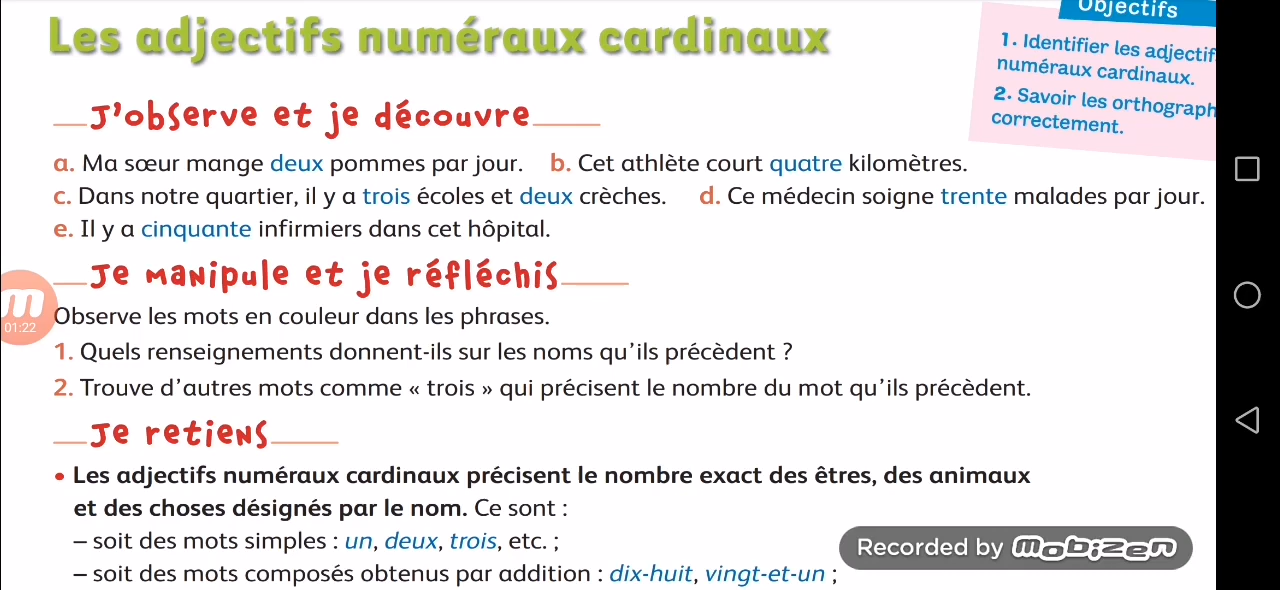 Les adjectifs numéraux cardinaux
Objectifs
1. Identifier les
numéraux cardinaux.
2. Savoir les
correctement.
J'observe et je découvre
a. Ma sœur mange deux pommes par jour. b. Cet athlète court quatre kilomètres.
c. Dans notre quartier, il y a trois écoles et deux crèches. d. Ce médecin soigne trente malades par jour.
e. Il y a cinquante infirmiers dans cet hôpital.
Je manipule et je réfléchis
01:22
Observe les mots en couleur dans les phrases.
1. Quels renseignements donnent-ils sur les noms qu'ils précèdent ?
2. Trouve d'autres mots comme « trois » qui précisent le nombre du mot qu'ils précèdent.
Je retiens
• Les adjectifs numéraux cardinaux précisent le nombre exact des êtres, des animaux
et des choses désignés par le nom. Ce sont :
– soit des mots simples : un, deux, trois, etc. ;
– soit des mots composés obtenus par addition : dix-huit, vingt-et-un ;
Recorded by mobizen